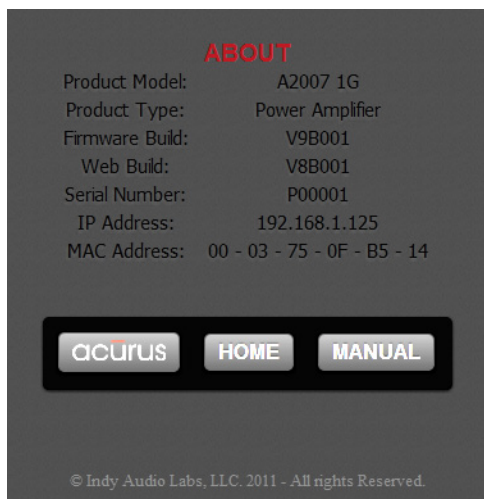 ABOUT
Product Model: A2007 1G
Product Type: Power Amplifier
Firmware Build: V9B001
Web Build: V8B001
Serial Number: P00001
IP Address: 192.168.1.125
MAC Address: 00 - 03 - 75 - 0F - B5 - 14
acūrus HOME MANUAL
© Indy Audio Labs, LLC. 2011 - All rights Reserved.